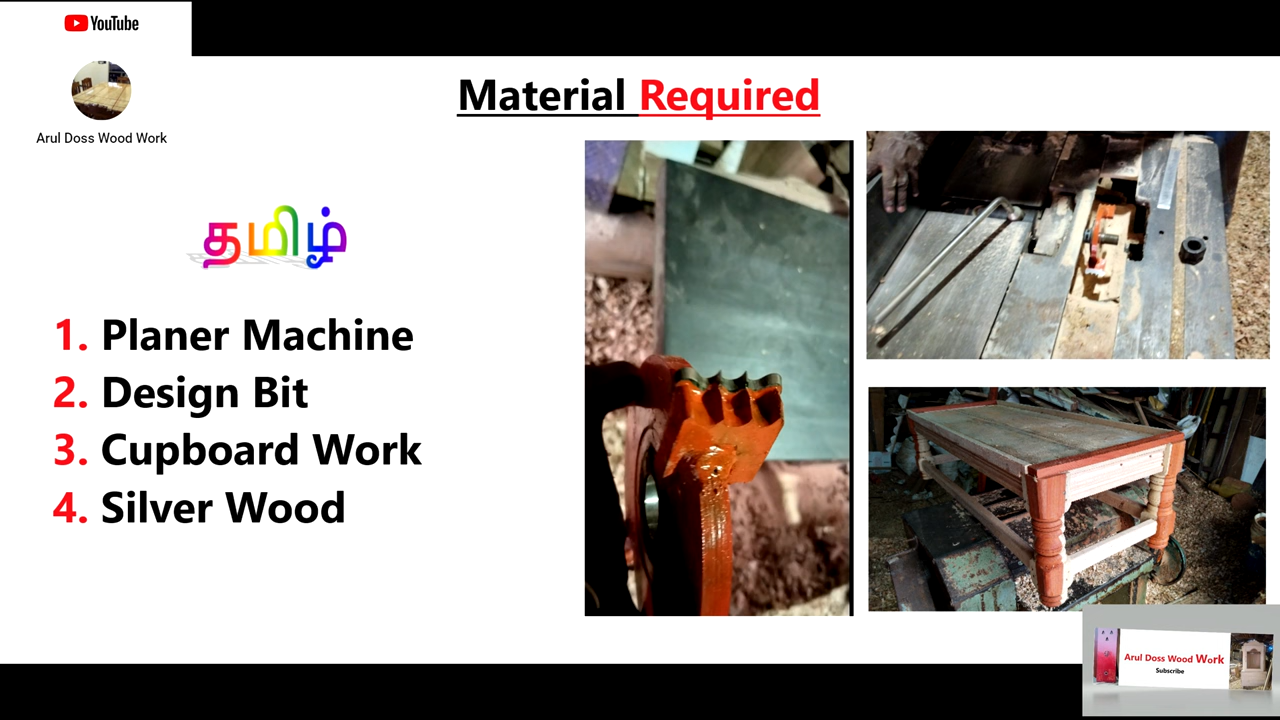 YouTube
Arul Doss Wood Work
Material Required
தமிழ்
1. Planer Machine
2. Design Bit
3. Cupboard Work
4. Silver Wood
Arul Doss Wood Work
Subscribe